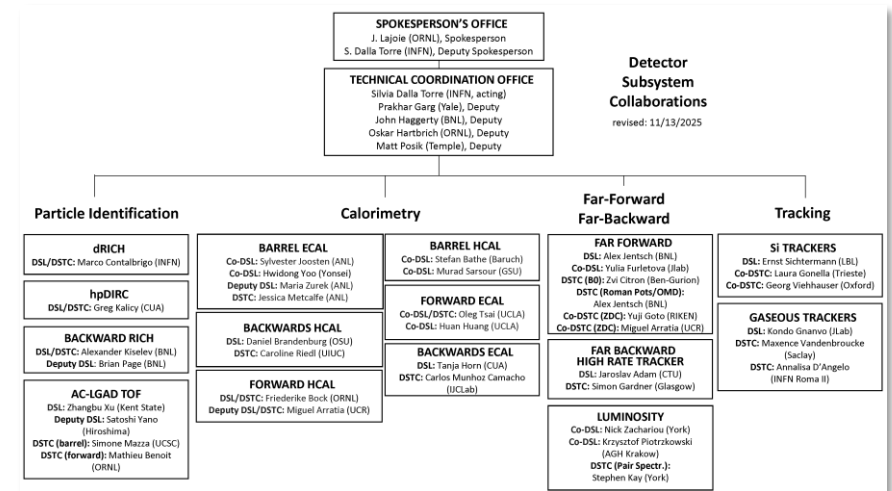 SPOKESPERSON'S OFFICE
J. Lajoie (ORNL), Spokesperson
S. Dalla Torre (INFN), Deputy Spokesperson
TECHNICAL COORDINATION OFFICE
Silvia Dalla Torre (INFN, acting)
Prakhar Garg (Yale), Deputy
John Haggerty (BNL), Deputy
Oskar Hartbrich (ORNL), Deputy
Matt Posik (Temple), Deputy
Detector
Subsystem
Collaborations
revised: 11/13/2025
Particle Identification
dRICH
DSL/DSTC: Marco Contalbrigo (INFN)
hpDIRC
DSL/DSTC: Greg Kalicy (CUA)
BACKWARD RICH
DSL/DSTC: Alexander Kiselev (BNL)
Deputy DSL: Brian Page (BNL)
AC-LGAD TOF
DSL: Zhangbu Xu (Kent State)
Deputy DSL: Satoshi Yano
(Hiroshima)
DSTC (barrel): Simone Mazza (UCSC)
DSTC (forward): Mathieu Benoit
(ORNL)
Calorimetry
BARREL ECAL
Co-DSL: Sylvester Joosten (ANL)
Co-DSL: Hwidong Yoo (Yonsei)
Deputy DSL: Maria Zurek (ANL)
DSTC: Jessica Metcalfe (ANL)
BACKWARDS HCAL
DSL: Daniel Brandenburg (OSU)
DSTC: Caroline Riedl (UIUC)
FORWARD HCAL
DSL/DSTC: Friederike Bock (ORNL)
Deputy DSL/DSTC: Miguel Arratia (UCR)
BARREL HCAL
Co-DSL: Stefan Bathe (Baruch)
Co-DSL: Murad Sarsour (GSU)
FORWARD ECAL
Co-DSL/DSTC: Oleg Tsai (UCLA)
Co-DSL: Huan Huang (UCLA)
BACKWARDS ECAL
DSL: Tanja Horn (CUA)
DSTC: Carlos Munhoz Camacho
(IJCLab)
Far-Forward
Far-Backward
FAR FORWARD
DSL: Alex Jentsch (BNL)
Co-DSL: Yulia Furletova (Jlab)
DSTC (B0): Zvi Citron (Ben-Gurion)
DSTC (Roman Pots/OMD):
Alex Jentsch (BNL)
Co-DSTC (ZDC): Yuji Goto (RIKEN)
Co-DSTC (ZDC): Miguel Arratia (UCR)
FAR BACKWARD
HIGH RATE TRACKER
DSL: Jaroslav Adam (CTU)
DSTC: Simon Gardner (Glasgow)
LUMINOSITY
Co-DSL: Nick Zachariou (York)
Co-DSL: Krzysztof Piotrzkowski
(AGH Krakow)
DSTC (Pair Spectr.):
Stephen Kay (York)
Tracking
Si TRACKERS
DSL: Ernst Sichtermann (LBL)
Co-DSTC: Laura Gonella (Trieste)
Co-DSTC: Georg Viehhauser (Oxford)
GASEOUS TRACKERS
DSL: Kondo Gnanvo (JLab)
DSTC: Maxence Vandenbroucke
(Saclay)
DSTC: Annalisa D'Angelo
(INFN Roma II)